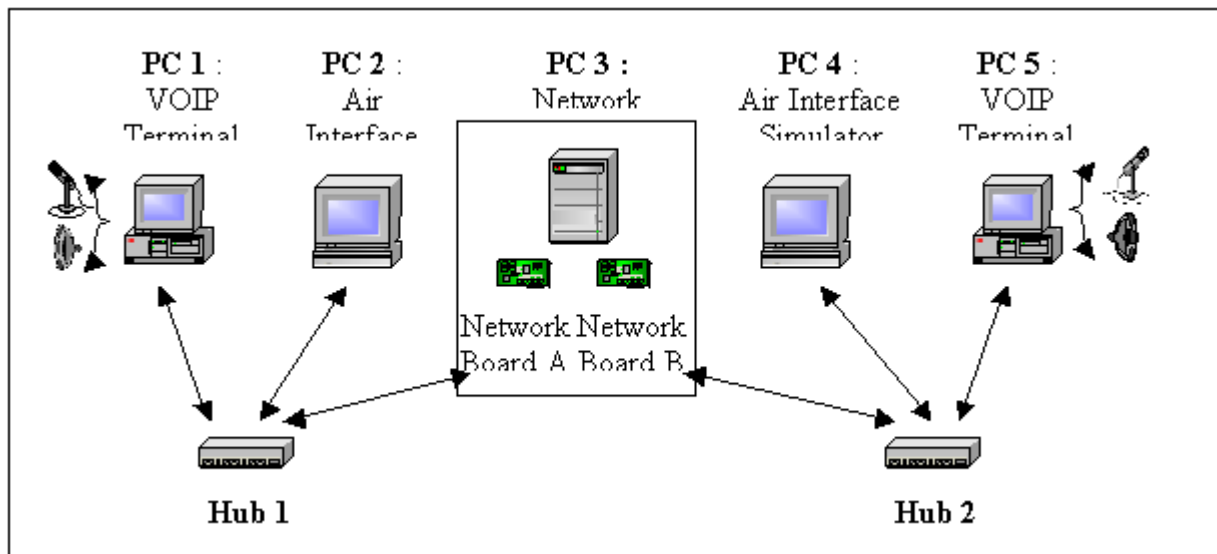 PC 1 :
VOIP
Terminal
PC 2 :
Air
Interface
PC 3 :
Network
PC 4 :
Air Interface
Simulator
PC 5 :
VOIP
Terminal
Network Network
Board A Board B
Hub 1
Hub 2